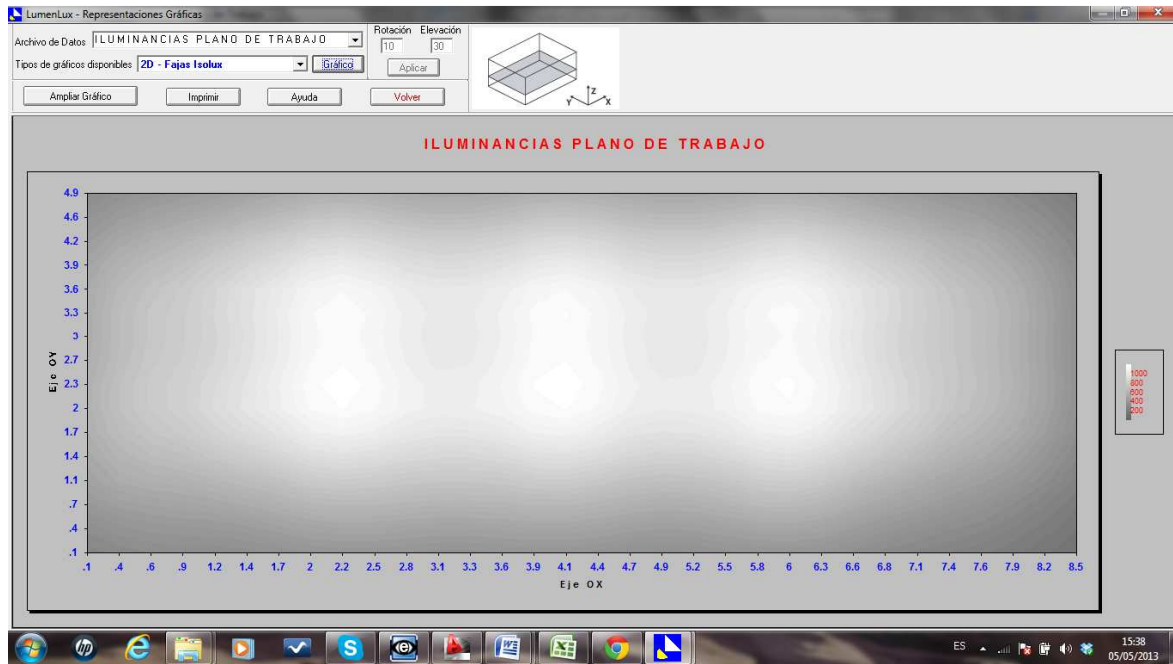 LumenLux - Representaciones Gráficas
Archivo de Datos ILUMINANCIAS PLANO DE TRABAJO
Rotación Elevación
10 30
Tipos de gráficos disponibles 2D - Fajas Isolux Gráfico
Aplicar
Ampliar Gráfico Imprimir Ayuda Volver
Z
Y X
ILUMINANCIAS PLANO DE TRABAJO
4.9
4.6
4.2
3.9
3.6
3.3
3
2.7
2.3
2
1.7
1.4
1.1
.7
.4
.1
Eje OY
.1 .4 .6 .9 1.2 1.4 1.7 2 2.2 2.5 2.8 3.1 3.3 3.6 3.9 4.1 4.4 4.7 4.9 5.2 5.5 5.8 6 6.3 6.6 6.8 7.1 7.4 7.6 7.9 8.2 8.5
Eje OX
1000
800
600
400
200
hp e S W
ES
15:38
05/05/2013